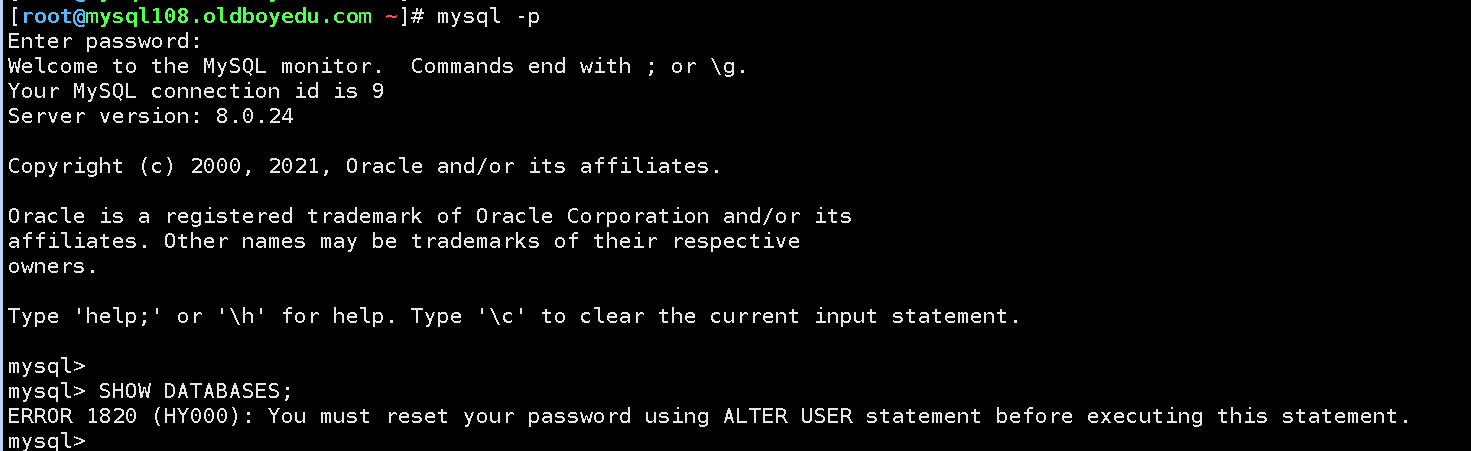 [root@mysql108.oldboyedu.com ~]# mysql -p
Enter password:
Welcome to the MySQL monitor.  Commands end with ; or \g.
Your MySQL connection id is 9
Server version: 8.0.24
Copyright (c) 2000, 2021, Oracle and/or its affiliates.
Oracle is a registered trademark of Oracle Corporation and/or its
affiliates. Other names may be trademarks of their respective
owners.
Type 'help;' or '\h' for help. Type '\c' to clear the current input statement.
mysql>
mysql> SHOW DATABASES;
ERROR 1820 (HY000): You must reset your password using ALTER USER statement before executing this statement.
mysql>